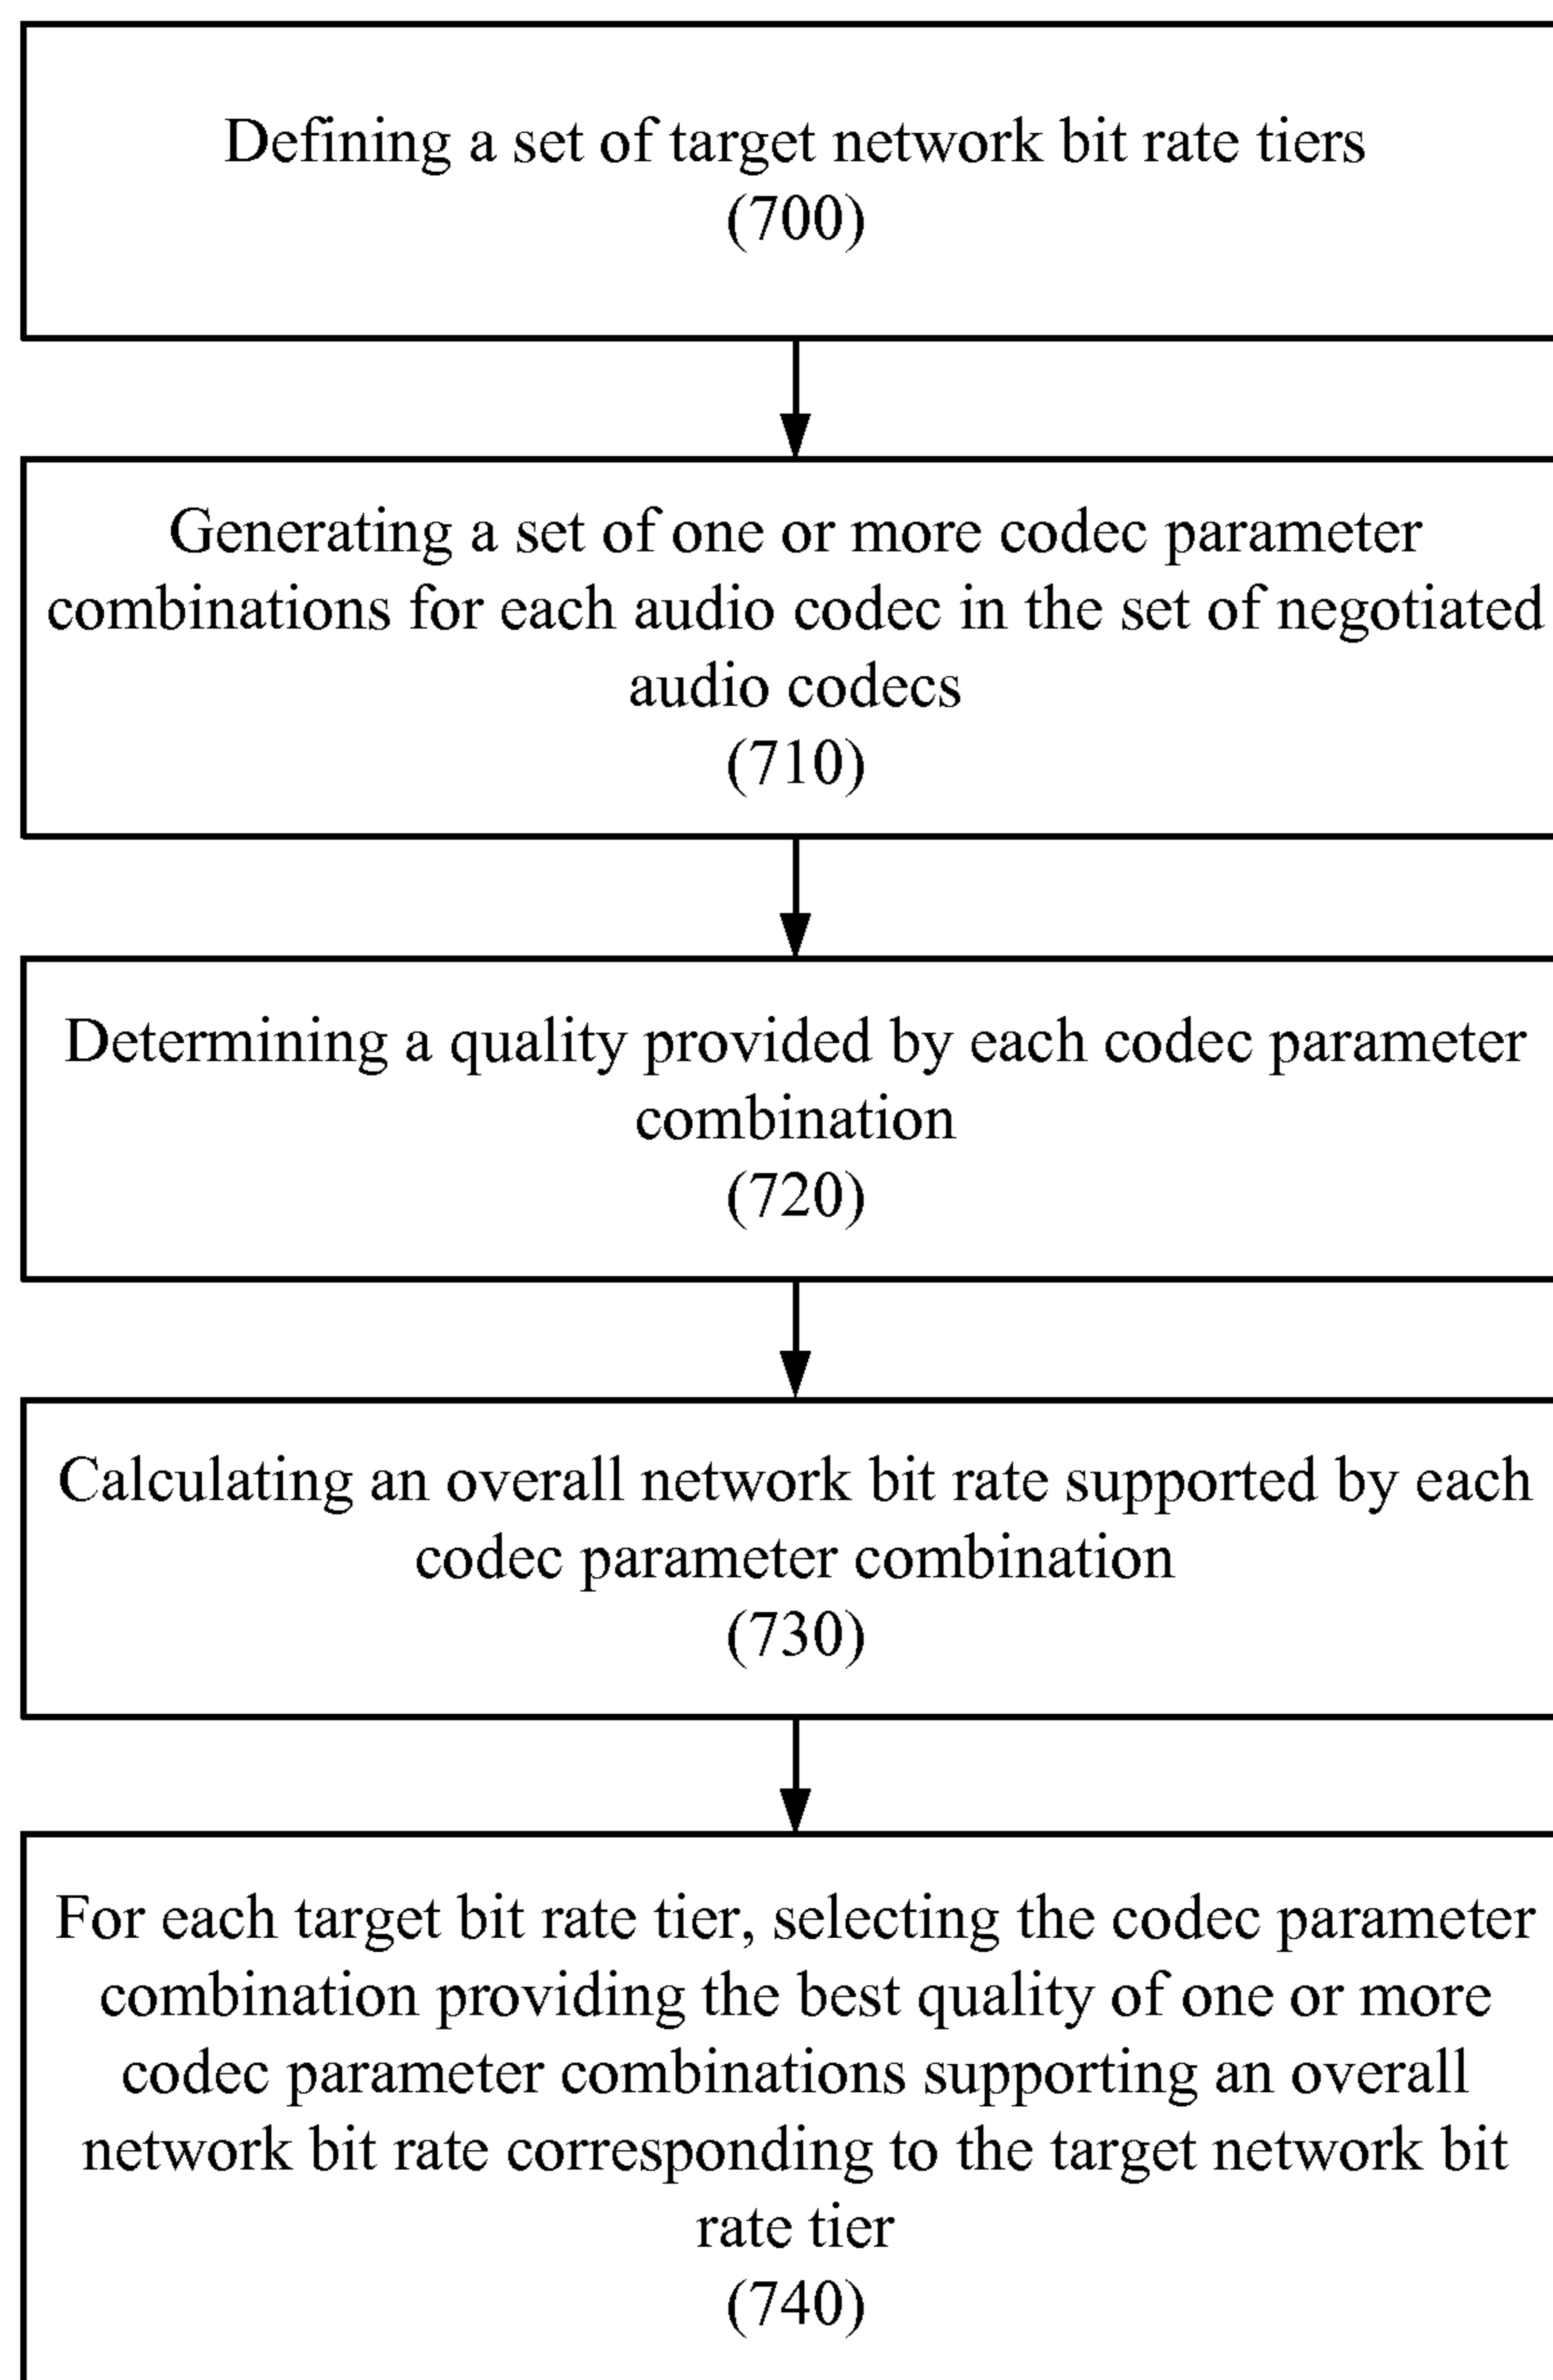 Defining a set of target network bit rate tiers
(700)
Generating a set of one or more codec parameter
combinations for each audio codec in the set of negotiated
audio codecs
(710)
Determining a quality provided by each codec parameter
combination
(720)
Calculating an overall network bit rate supported by each
codec parameter combination
(730)
For each target bit rate tier, selecting the codec parameter
combination providing the best quality of one or more
codec parameter combinations supporting an overall
network bit rate corresponding to the target network bit
rate tier
(740)